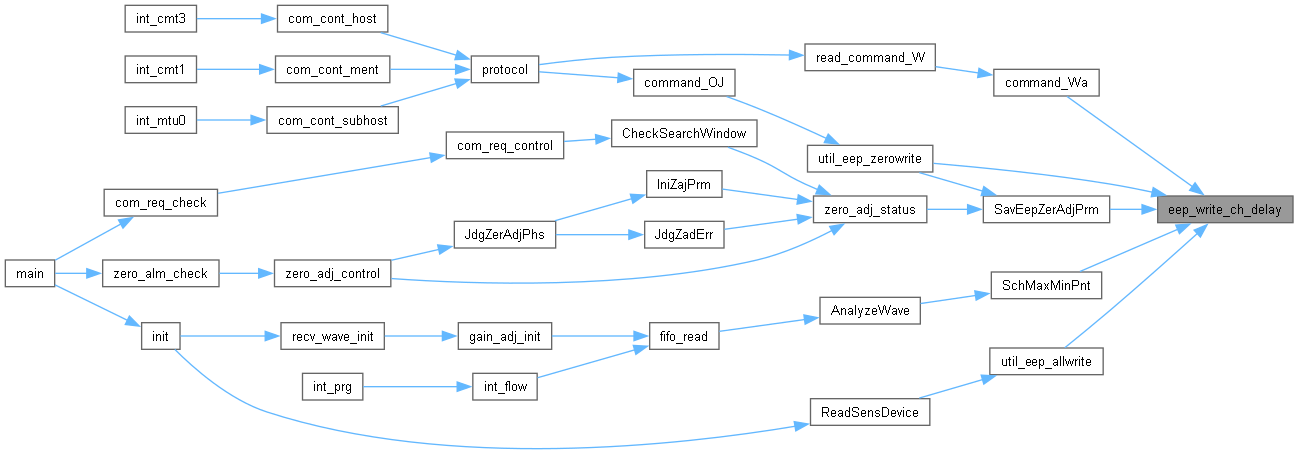 int_cmt3
com_cont_host
int_cmt1
com_cont_ment
protocol
read_command_W
command_OJ
command_Wa
int_mtu0
com_cont_subhost
CheckSearchWindow
com_req_control
util_eep_zerowrite
IniZajPrm
com_req_check
zero_adj_status
SavEepZerAdjPrm
eep_write_ch_delay
JdgZerAdjPhs
JdgZadErr
main
zero_alm_check
zero_adj_control
SchMaxMinPnt
AnalyzeWave
init
recv_wave_init
gain_adj_init
fifo_read
util_eep_allwrite
int_prg
int_flow
ReadSensDevice